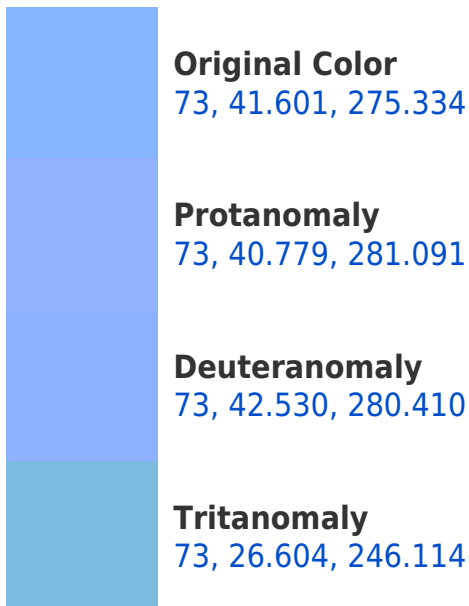 Original Color
73, 41.601, 275.334
Protanomaly
73, 40.779, 281.091
Deuteranomaly
73, 42.530, 280.410
Tritanomaly
73, 26.604, 246.114